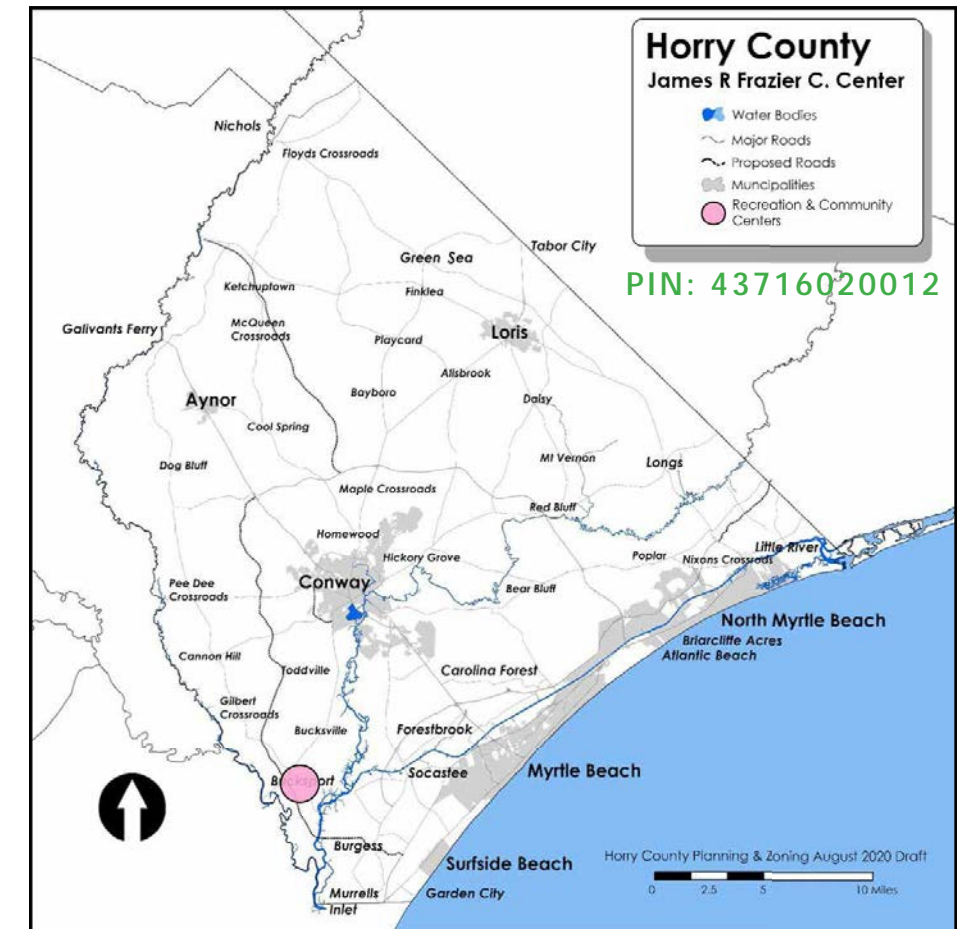 Horry County
James R Frazier C. Center
Water Bodies
Major Roads
Proposed Roads
Muncipalities
Recreation & Community
Centers
PIN: 43716020012
Nichols
Floyds Crossroads
Tabor City
Green Sea
Ketchuptown
Finklea
Galivants Ferry
McQueen
Crossroads
Playcard
Loris
Allsbrook
Aynor
Bayboro
Daisy
Cool Spring
Dog Bluff
Mt Vernon
Longs
Maple Crossroads
Red Bluff
Homewood
Hickory Grove
Poplar
Nixons Crossroads
Little River
Conway
Pee Dee
Crossroads
Bear Bluff
North Myrtle Beach
Briarcliffe Acres
Atlantic Beach
Cannon Hill
Toddville
Carolina Forest
Gilbert
Crossroads
Bucksville
Forestbrook
Bucksport
Socastee
Myrtle Beach
Burgess
Surfside Beach
Murrells
Inlet
Garden City
Horry County Planning & Zoning August 2020 Draft
0 2.5 5 10 Miles